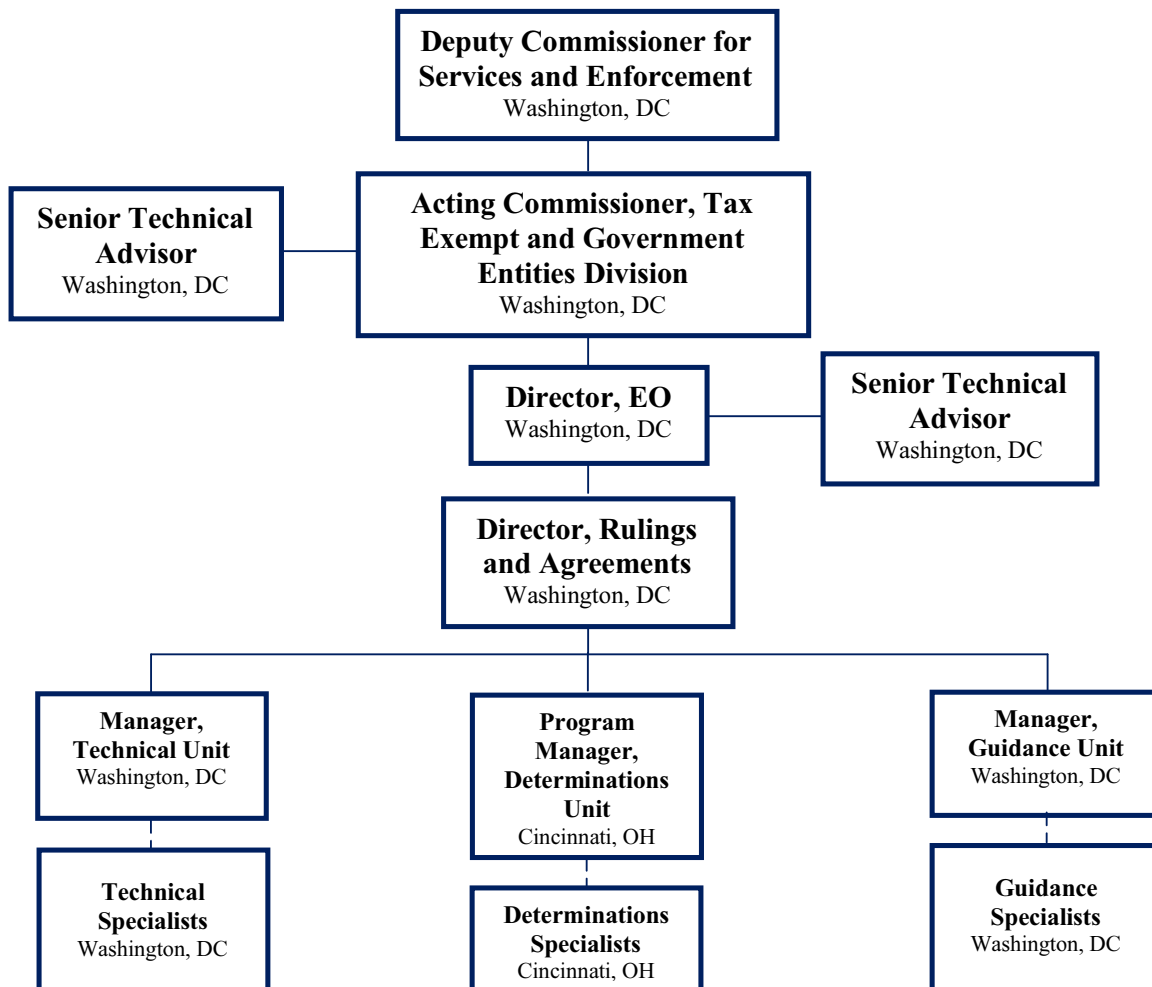 Deputy Commissioner for
Services and Enforcement
Washington, DC
Senior Technical
Advisor
Washington, DC
Acting Commissioner, Tax
Exempt and Government
Entities Division
Washington, DC
Director, EO
Washington, DC
Senior Technical
Advisor
Washington, DC
Director, Rulings
and Agreements
Washington, DC
Manager,
Technical Unit
Washington, DC
Program
Manager,
Determinations
Unit
Cincinnati, OH
Manager,
Guidance Unit
Washington, DC
Technical
Specialists
Washington, DC
Determinations
Specialists
Cincinnati, OH
Guidance
Specialists
Washington, DC